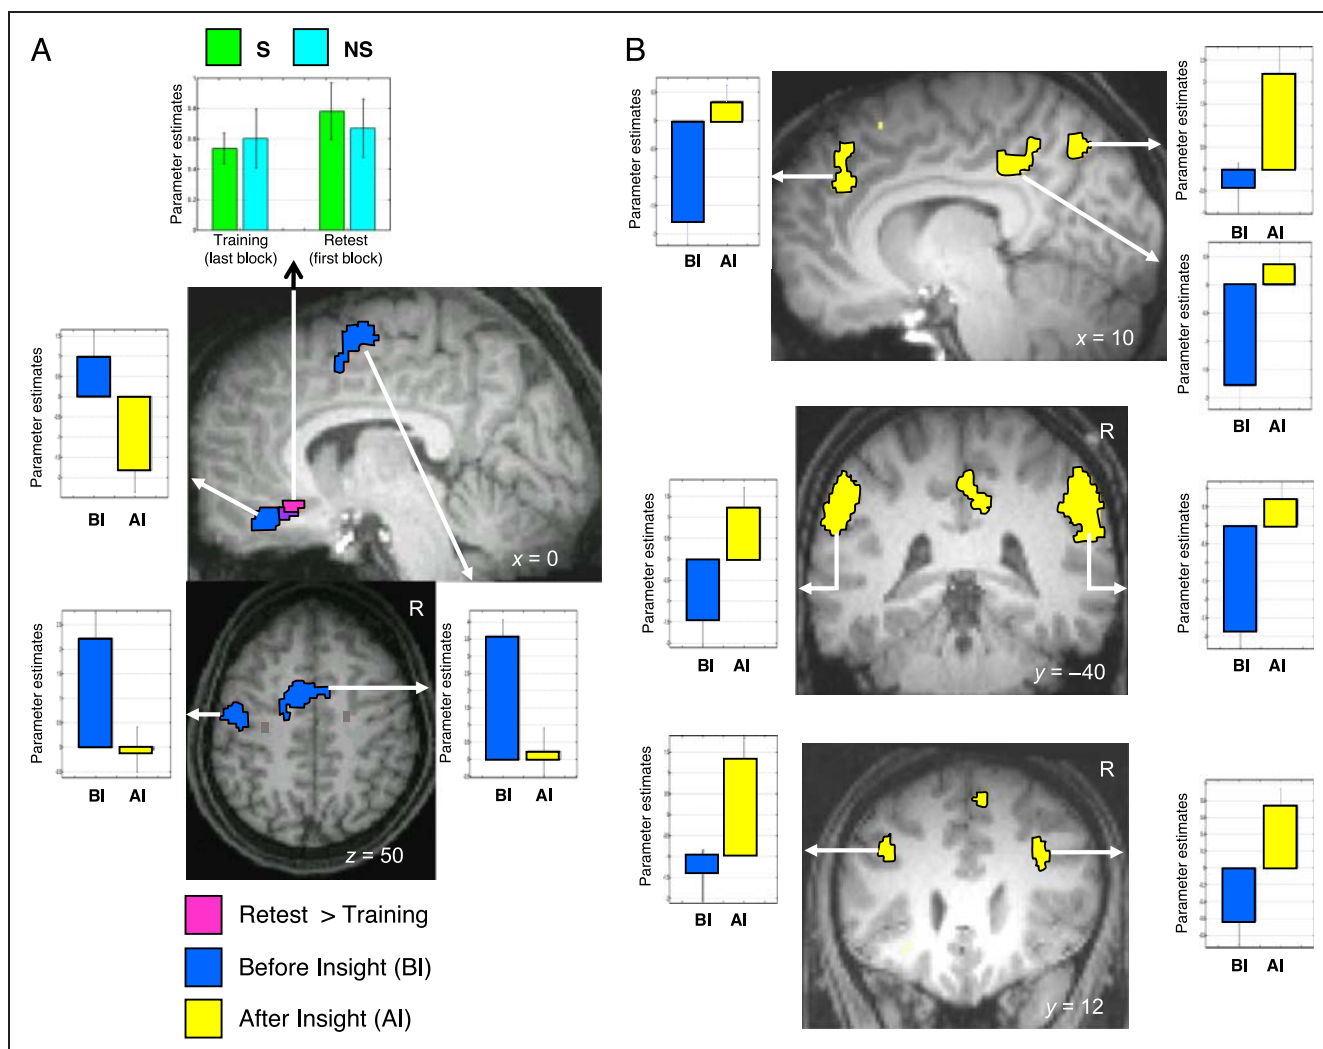 A
S
NS
Parameter estimates
Training
(last block)
Retest
(first block)
Parameter estimates
BI
AI
x = 0
Parameter estimates
BI
AI
R
z = 50
Parameter estimates
BI
AI
Retest > Training
Before Insight (BI)
After Insight (AI)
B
Parameter estimates
BI
AI
x = 10
Parameter estimates
BI
AI
Parameter estimates
BI
AI
Parameter estimates
BI
AI
R
y = –40
Parameter estimates
BI
AI
Parameter estimates
BI
AI
R
y = 12
Parameter estimates
BI
AI